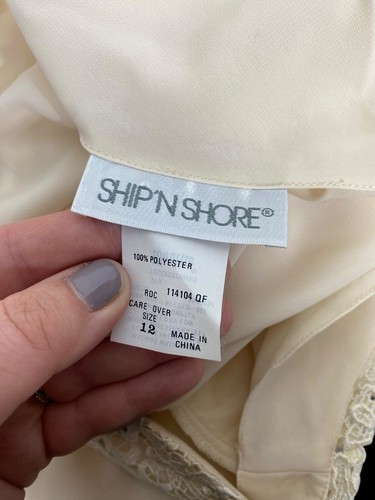 SHIP'N SHORE®
100% POLYESTER
RDC 114104 QF
CARE OVER
SIZE
12 MADE IN
CHINA